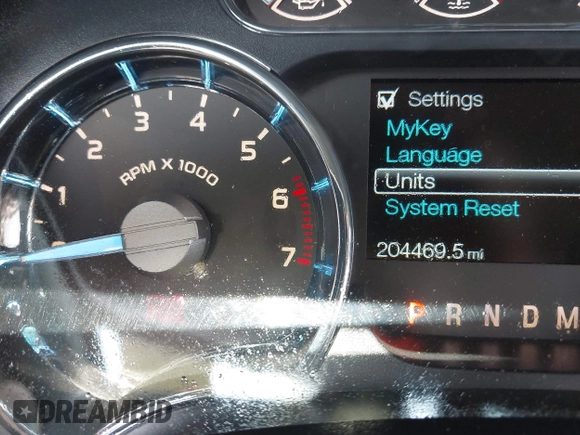 1
2
3
4
5
6
7
RPM X 1000
Settings
MyKey
Language
Units
System Reset
204469.5 mi
P R N D M
DREAMBID